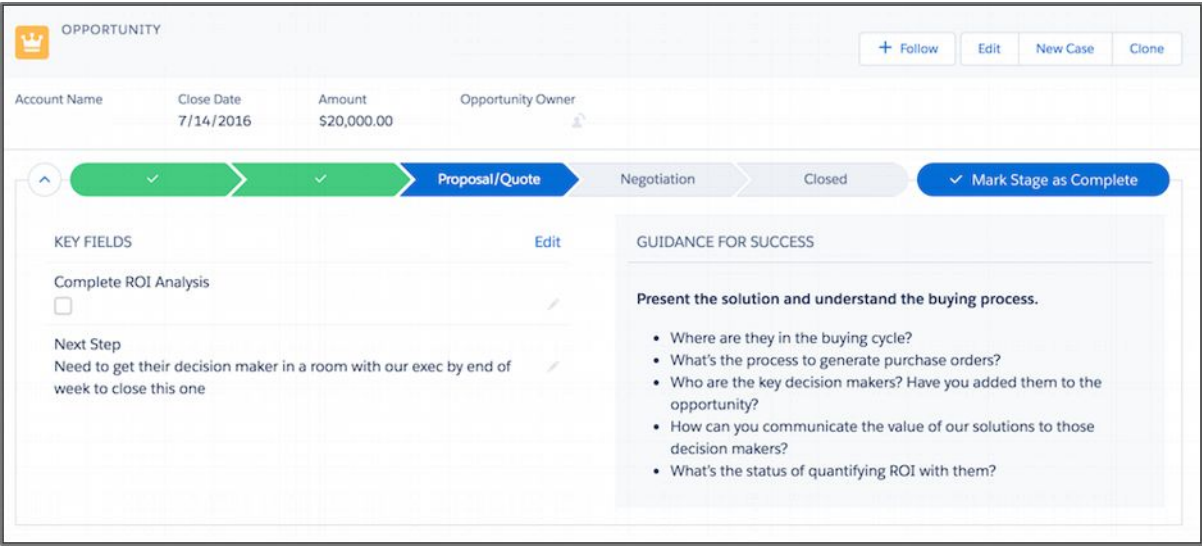 OPPORTUNITY
+ Follow
Edit
New Case
Clone
Account Name
Close Date
Amount
Opportunity Owner
7/14/2016
$20,000.00
Proposal/Quote
Negotiation
Closed
✓ Mark Stage as Complete
KEY FIELDS
Edit
Complete ROI Analysis
Next Step
Need to get their decision maker in a room with our exec by end of
week to close this one
GUIDANCE FOR SUCCESS
Present the solution and understand the buying process.
• Where are they in the buying cycle?
• What's the process to generate purchase orders?
• Who are the key decision makers? Have you added them to the
opportunity?
• How can you communicate the value of our solutions to those
decision makers?
• What's the status of quantifying ROI with them?